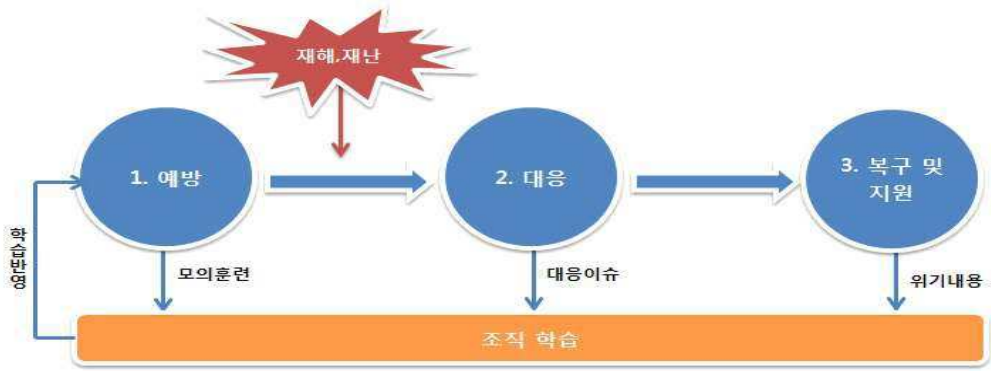 재해,재난
1. 예방
2. 대응
3. 복구 및
지원
학습반영
모의훈련
대응이슈
위기내용
조직 학습